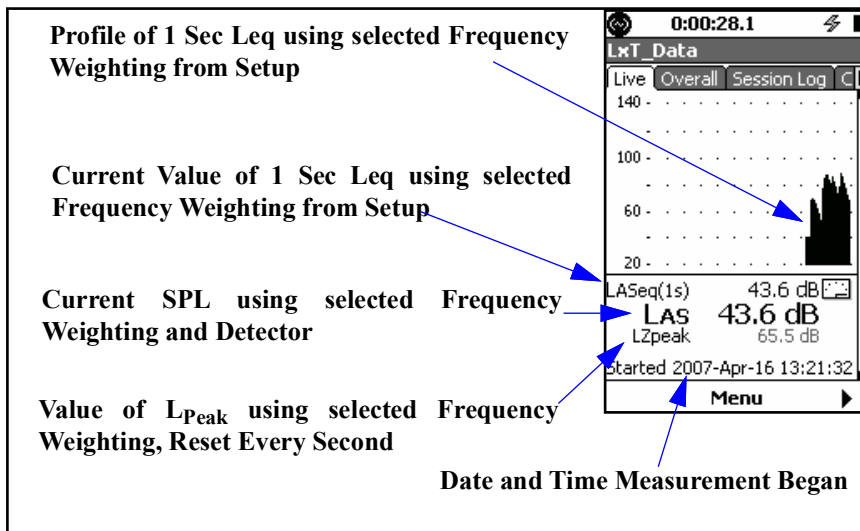 Profile of 1 Sec Leq using selected Frequency
Weighting from Setup
Current Value of 1 Sec Leq using selected
Frequency Weighting from Setup
Current SPL using selected Frequency
Weighting and Detector
Value of LPeak using selected Frequency
Weighting, Reset Every Second
Date and Time Measurement Began
0:00:28.1
LxT_Data
Live Overall Session Log C
140
100
60
20
LASeq(1s) 43.6 dB
LAS 43.6 dB
LZpeak 65.5 dB
Started 2007-Apr-16 13:21:32
Menu